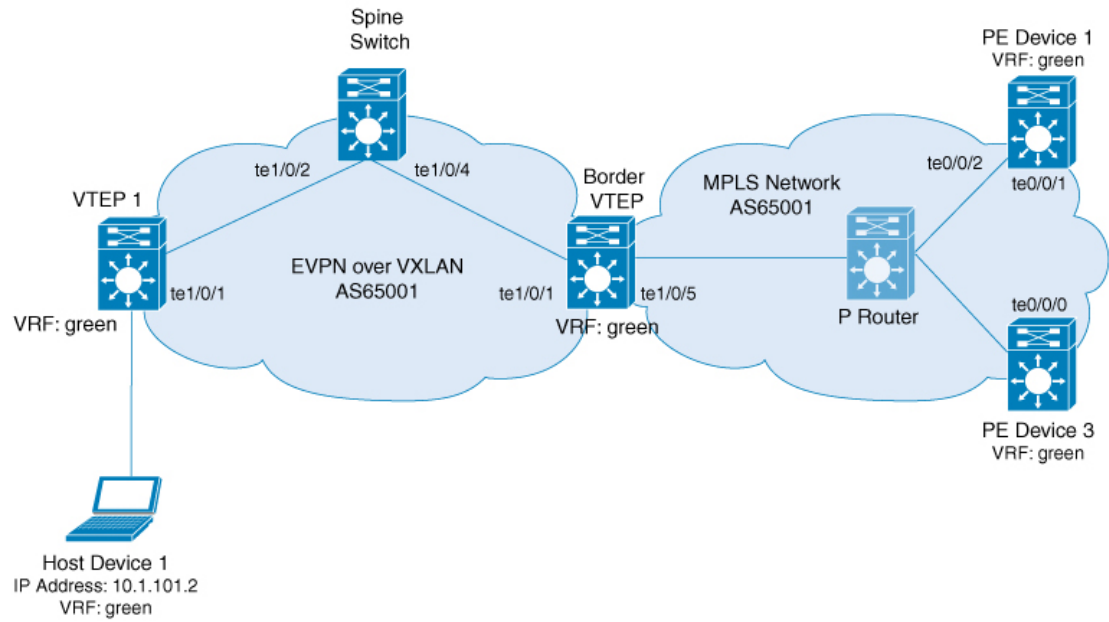 Spine
Switch
PE Device 1
VRF: green
te1/0/2
te1/0/4
Border
VTEP
MPLS Network
AS65001
te0/0/2
te0/0/1
VTEP 1
EVPN over VXLAN
AS65001
te1/0/1
te1/0/1
te1/0/5
VRF: green
VRF: green
P Router
te0/0/0
PE Device 3
VRF: green
Host Device 1
IP Address: 10.1.101.2
VRF: green